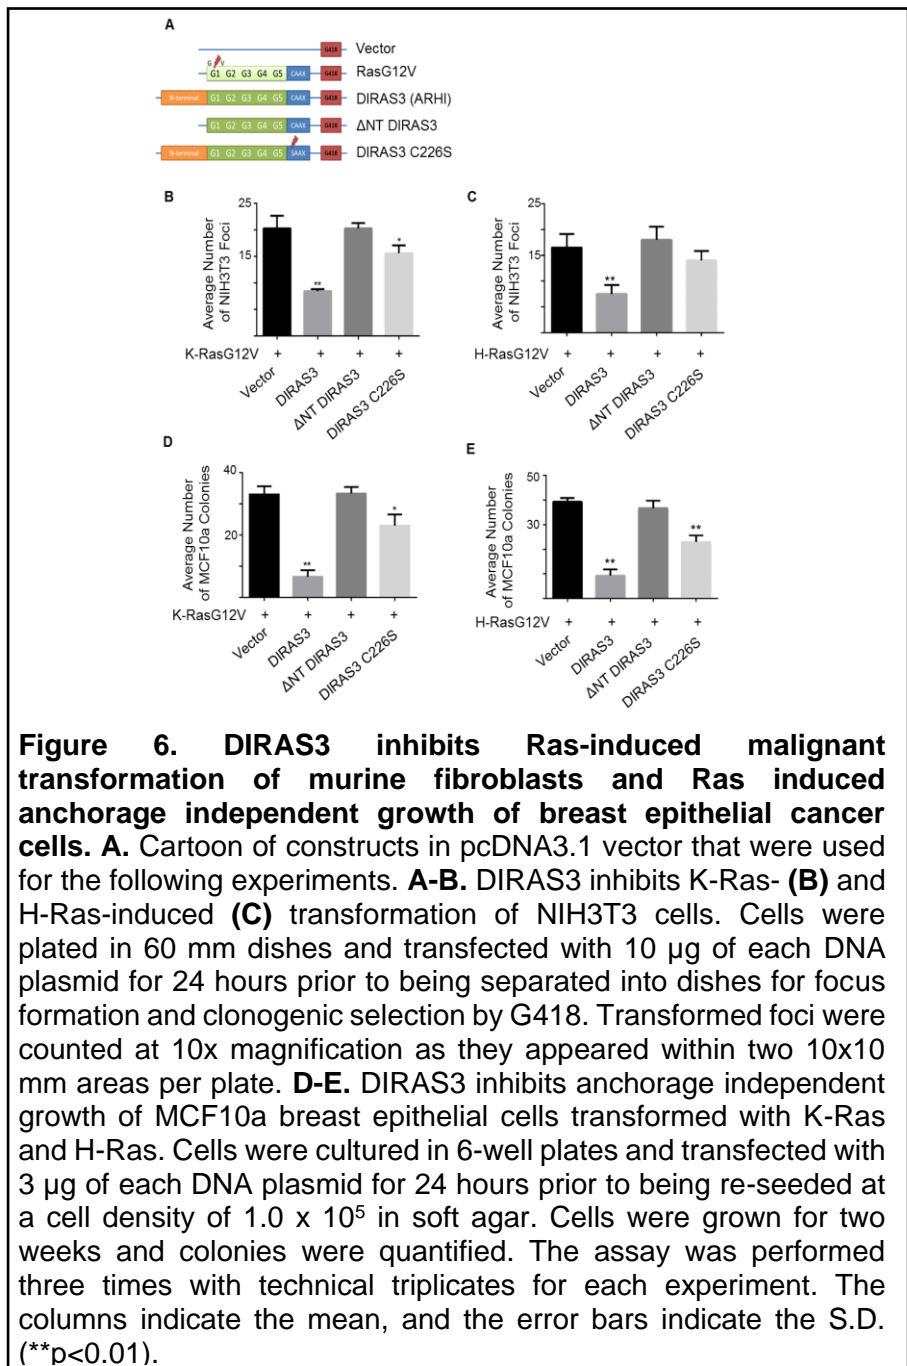 A
Vector
G418
G V
RasG12V
G1 G2 G3 G4 G5 CAAX G418
DIRAS3 (ARHI)
N-terminal G1 G2 G3 G4 G5 CAAX G418
ΔNT DIRAS3
G1 G2 G3 G4 G5 CAAX G418
DIRAS3 C226S
N-terminal G1 G2 G3 G4 G5 SAAX G418
B
Average Number
of NIH3T3 Foci
25
15
**
*
K-RasG12V + + + +
Vector
DIRAS3
ΔNT DIRAS3
DIRAS3 C226S
C
Average Number
of NIH3T3 Foci
25
15
**
H-RasG12V + + + +
Vector
DIRAS3
ΔNT DIRAS3
DIRAS3 C226S
D
Average Number
of MCF10a Colonies
40
20
**
*
K-RasG12V + + + +
Vector
DIRAS3
ΔNT DIRAS3
DIRAS3 C226S
E
Average Number
of MCF10a Colonies
50
30
**
**
H-RasG12V + + + +
Vector
DIRAS3
ΔNT DIRAS3
DIRAS3 C226S
Figure 6. DIRAS3 inhibits Ras-induced malignant
transformation of murine fibroblasts and Ras induced
anchorage independent growth of breast epithelial cancer
cells. A. Cartoon of constructs in pcDNA3.1 vector that were used
for the following experiments. A-B. DIRAS3 inhibits K-Ras- (B) and
H-Ras-induced (C) transformation of NIH3T3 cells. Cells were
plated in 60 mm dishes and transfected with 10 µg of each DNA
plasmid for 24 hours prior to being separated into dishes for focus
formation and clonogenic selection by G418. Transformed foci were
counted at 10x magnification as they appeared within two 10x10
mm areas per plate. D-E. DIRAS3 inhibits anchorage independent
growth of MCF10a breast epithelial cells transformed with K-Ras
and H-Ras. Cells were cultured in 6-well plates and transfected with
3 µg of each DNA plasmid for 24 hours prior to being re-seeded at
a cell density of 1.0 x 10⁵ in soft agar. Cells were grown for two
weeks and colonies were quantified. The assay was performed
three times with technical triplicates for each experiment. The
columns indicate the mean, and the error bars indicate the S.D.
(**p<0.01).